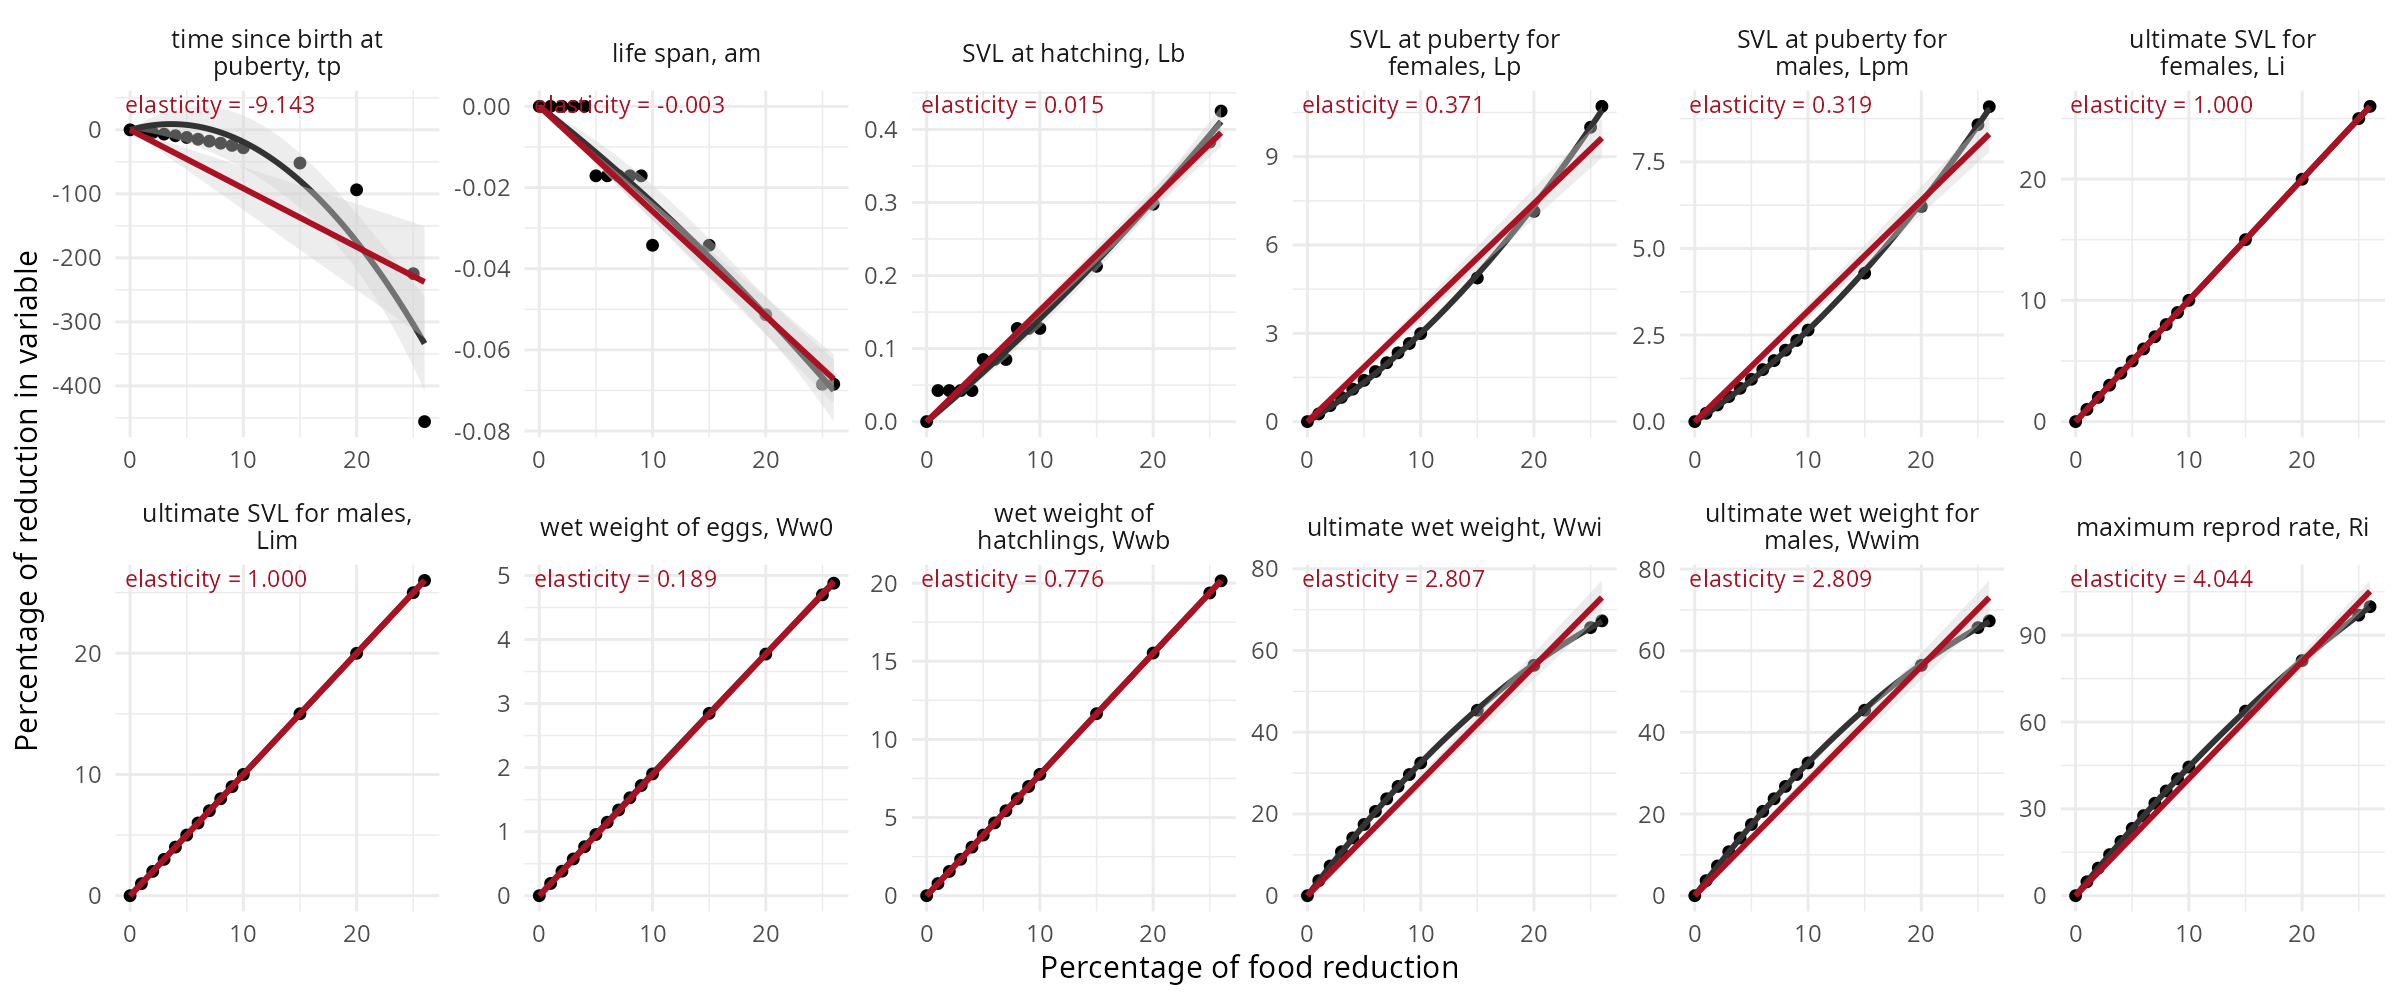 time since birth at
puberty, tp
life span, am
SVL at hatching, Lb
SVL at puberty for
females, Lp
SVL at puberty for
males, Lpm
ultimate SVL for
females, Li
elasticity = -9.143
elasticity = -0.003
elasticity = 0.015
elasticity = 0.371
elasticity = 0.319
elasticity = 1.000
0
-100
-200
-300
-400
0.00
-0.02
-0.04
-0.06
-0.08
0.4
0.3
0.2
0.1
0.0
9
6
3
0
7.5
5.0
2.5
0.0
20
10
0
0 10 20
0 10 20
0 10 20
0 10 20
0 10 20
0 10 20
Percentage of reduction in variable
ultimate SVL for males,
Lim
wet weight of eggs, Ww0
wet weight of
hatchlings, Wwb
ultimate wet weight, Wwi
ultimate wet weight for
males, Wwim
maximum reprod rate, Ri
elasticity = 1.000
elasticity = 0.189
elasticity = 0.776
elasticity = 2.807
elasticity = 2.809
elasticity = 4.044
20
10
0
5
4
3
2
1
0
20
15
10
5
0
80
60
40
20
0
80
60
40
20
0
90
60
30
0
0 10 20
0 10 20
0 10 20
0 10 20
0 10 20
0 10 20
Percentage of food reduction